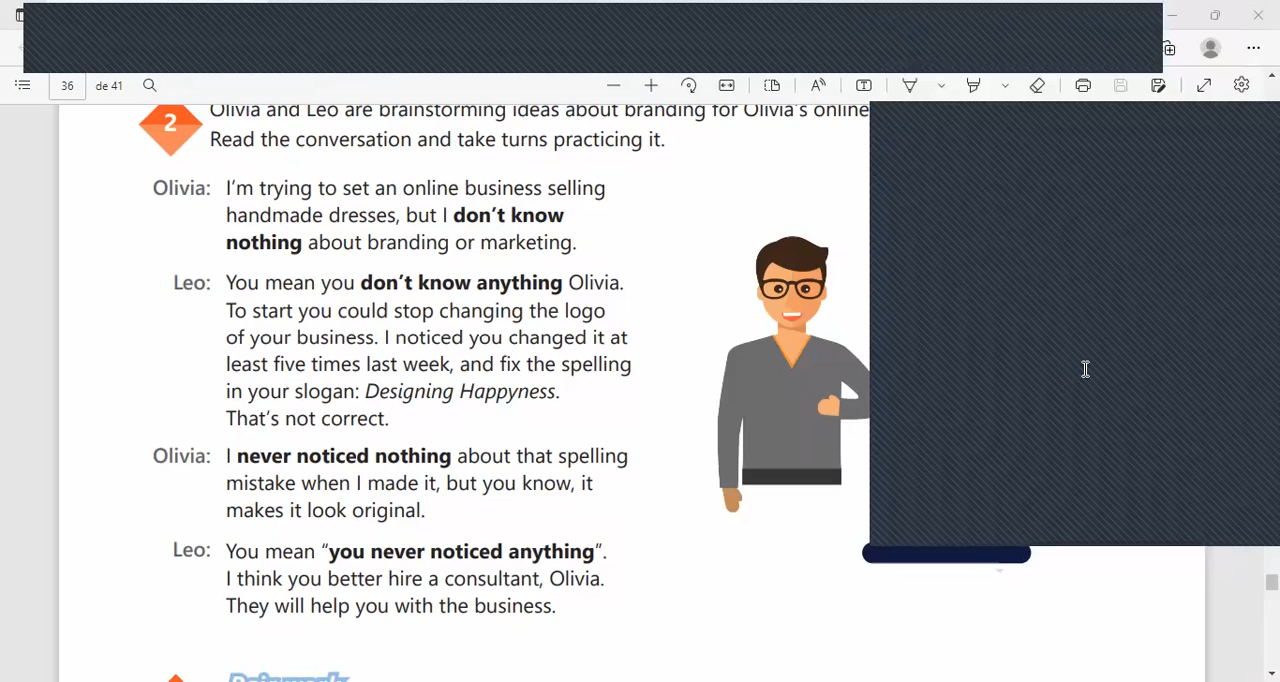 36 de 41
2 Olivia and Leo are brainstorming ideas about branding for Olivia's online
Read the conversation and take turns practicing it.
Olivia: I'm trying to set an online business selling
handmade dresses, but I don't know
nothing about branding or marketing.
Leo: You mean you don't know anything Olivia.
To start you could stop changing the logo
of your business. I noticed you changed it at
least five times last week, and fix the spelling
in your slogan: Designing Happyness.
That's not correct.
Olivia: I never noticed nothing about that spelling
mistake when I made it, but you know, it
makes it look original.
Leo: You mean "you never noticed anything".
I think you better hire a consultant, Olivia.
They will help you with the business.